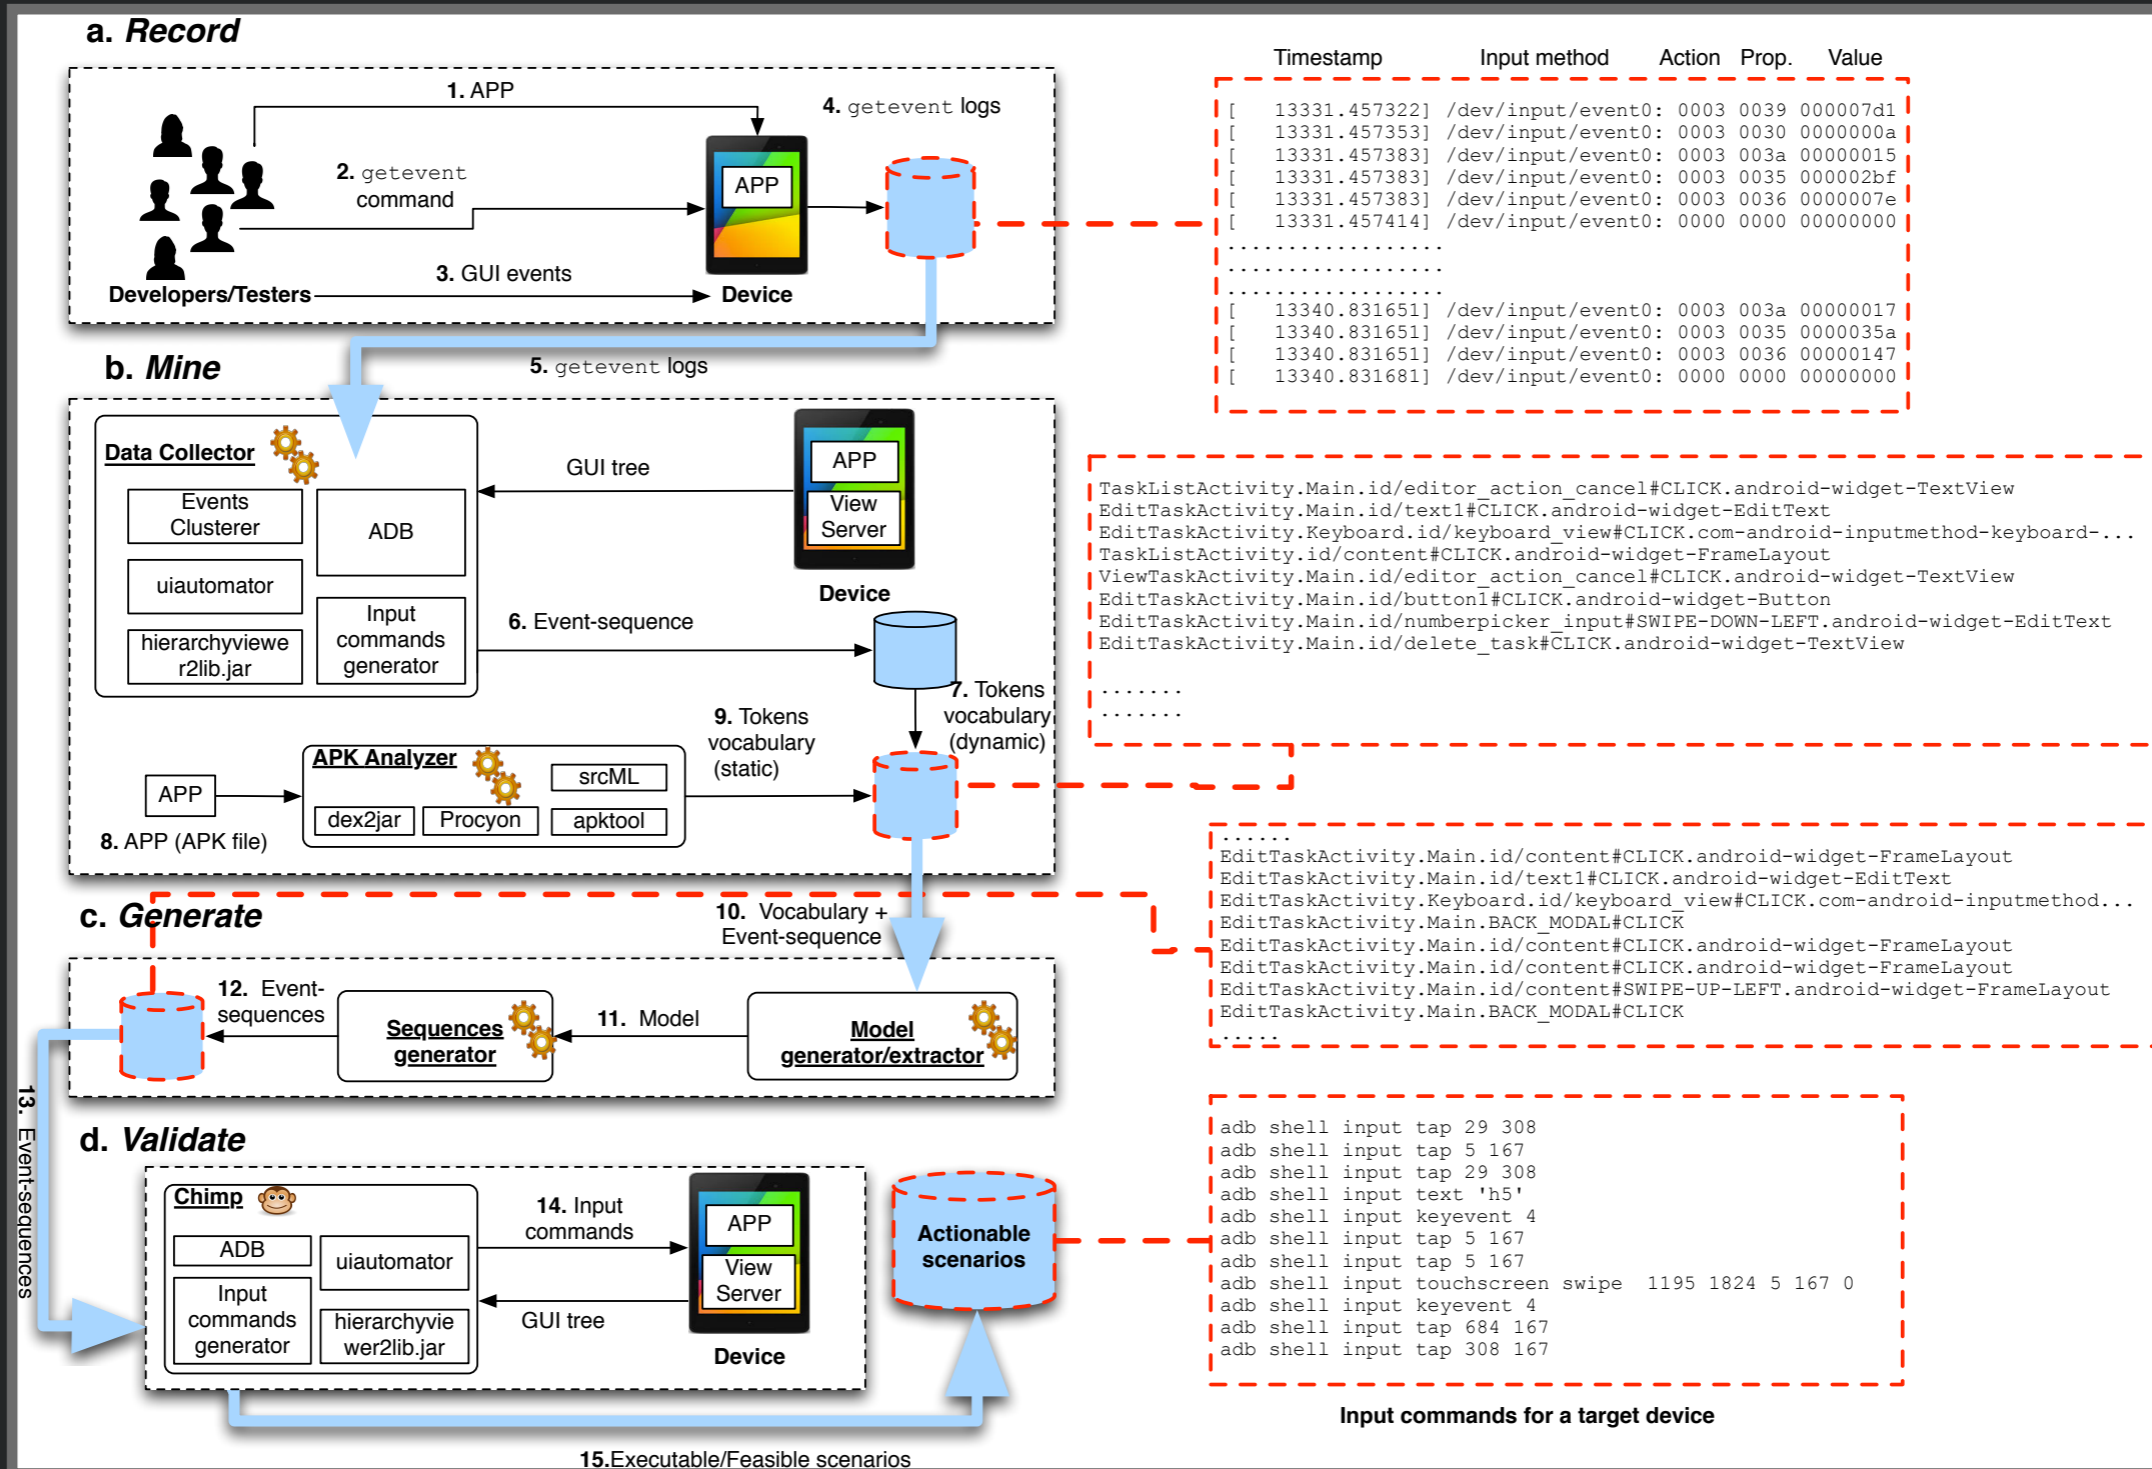 a. Record
1. APP
4. getevent logs
2. getevent
command
APP
3. GUI events
Developers/Testers
Device
Timestamp Input method Action Prop. Value
[ 13331.457322] /dev/input/event0: 0003 0039 000007d1
[ 13331.457353] /dev/input/event0: 0003 0030 0000000a
[ 13331.457383] /dev/input/event0: 0003 003a 00000015
[ 13331.457383] /dev/input/event0: 0003 0035 000002bf
[ 13331.457383] /dev/input/event0: 0003 0036 0000007e
[ 13331.457414] /dev/input/event0: 0000 0000 00000000
..................
..................
..................
[ 13340.831651] /dev/input/event0: 0003 003a 00000017
[ 13340.831651] /dev/input/event0: 0003 0035 0000035a
[ 13340.831651] /dev/input/event0: 0003 0036 00000147
[ 13340.831681] /dev/input/event0: 0000 0000 00000000
5. getevent logs
b. Mine
Data Collector
Events
Clusterer
ADB
uiautomator
Input
commands
generator
hierarchyviewe
r2lib.jar
GUI tree
APP
View
Server
Device
6. Event-sequence
7. Tokens
vocabulary
(dynamic)
9. Tokens
vocabulary
(static)
APK Analyzer
srcML
dex2jar
Procyon
apktool
APP
8. APP (APK file)
TaskListActivity.Main.id/editor_action_cancel#CLICK.android-widget-TextView
EditTaskActivity.Main.id/text1#CLICK.android-widget-EditText
EditTaskActivity.Keyboard.id/keyboard_view#CLICK.com-android-inputmethod-keyboard-...
TaskListActivity.id/content#CLICK.android-widget-FrameLayout
ViewTaskActivity.Main.id/editor_action_cancel#CLICK.android-widget-TextView
EditTaskActivity.Main.id/button1#CLICK.android-widget-Button
EditTaskActivity.Main.id/numberpicker_input#SWIPE-DOWN-LEFT.android-widget-EditText
EditTaskActivity.Main.id/delete_task#CLICK.android-widget-TextView
.......
.......
c. Generate
10. Vocabulary +
Event-sequence
12. Event-
sequences
Sequences
generator
11. Model
Model
generator/extractor
......
EditTaskActivity.Main.id/content#CLICK.android-widget-FrameLayout
EditTaskActivity.Main.id/text1#CLICK.android-widget-EditText
EditTaskActivity.Keyboard.id/keyboard_view#CLICK.com-android-inputmethod...
EditTaskActivity.Main.BACK_MODAL#CLICK
EditTaskActivity.Main.id/content#CLICK.android-widget-FrameLayout
EditTaskActivity.Main.id/content#CLICK.android-widget-FrameLayout
EditTaskActivity.Main.id/content#SWIPE-UP-LEFT.android-widget-FrameLayout
EditTaskActivity.Main.BACK_MODAL#CLICK
.....
13. Event-sequences
d. Validate
Chimp
ADB
uiautomator
Input
commands
generator
hierarchyvie
wer2lib.jar
14. Input
commands
GUI tree
APP
View
Server
Device
Actionable
scenarios
15.Executable/Feasible scenarios
adb shell input tap 29 308
adb shell input tap 5 167
adb shell input tap 29 308
adb shell input text 'h5'
adb shell input keyevent 4
adb shell input tap 5 167
adb shell input tap 5 167
adb shell input touchscreen swipe 1195 1824 5 167 0
adb shell input keyevent 4
adb shell input tap 684 167
adb shell input tap 308 167
Input commands for a target device